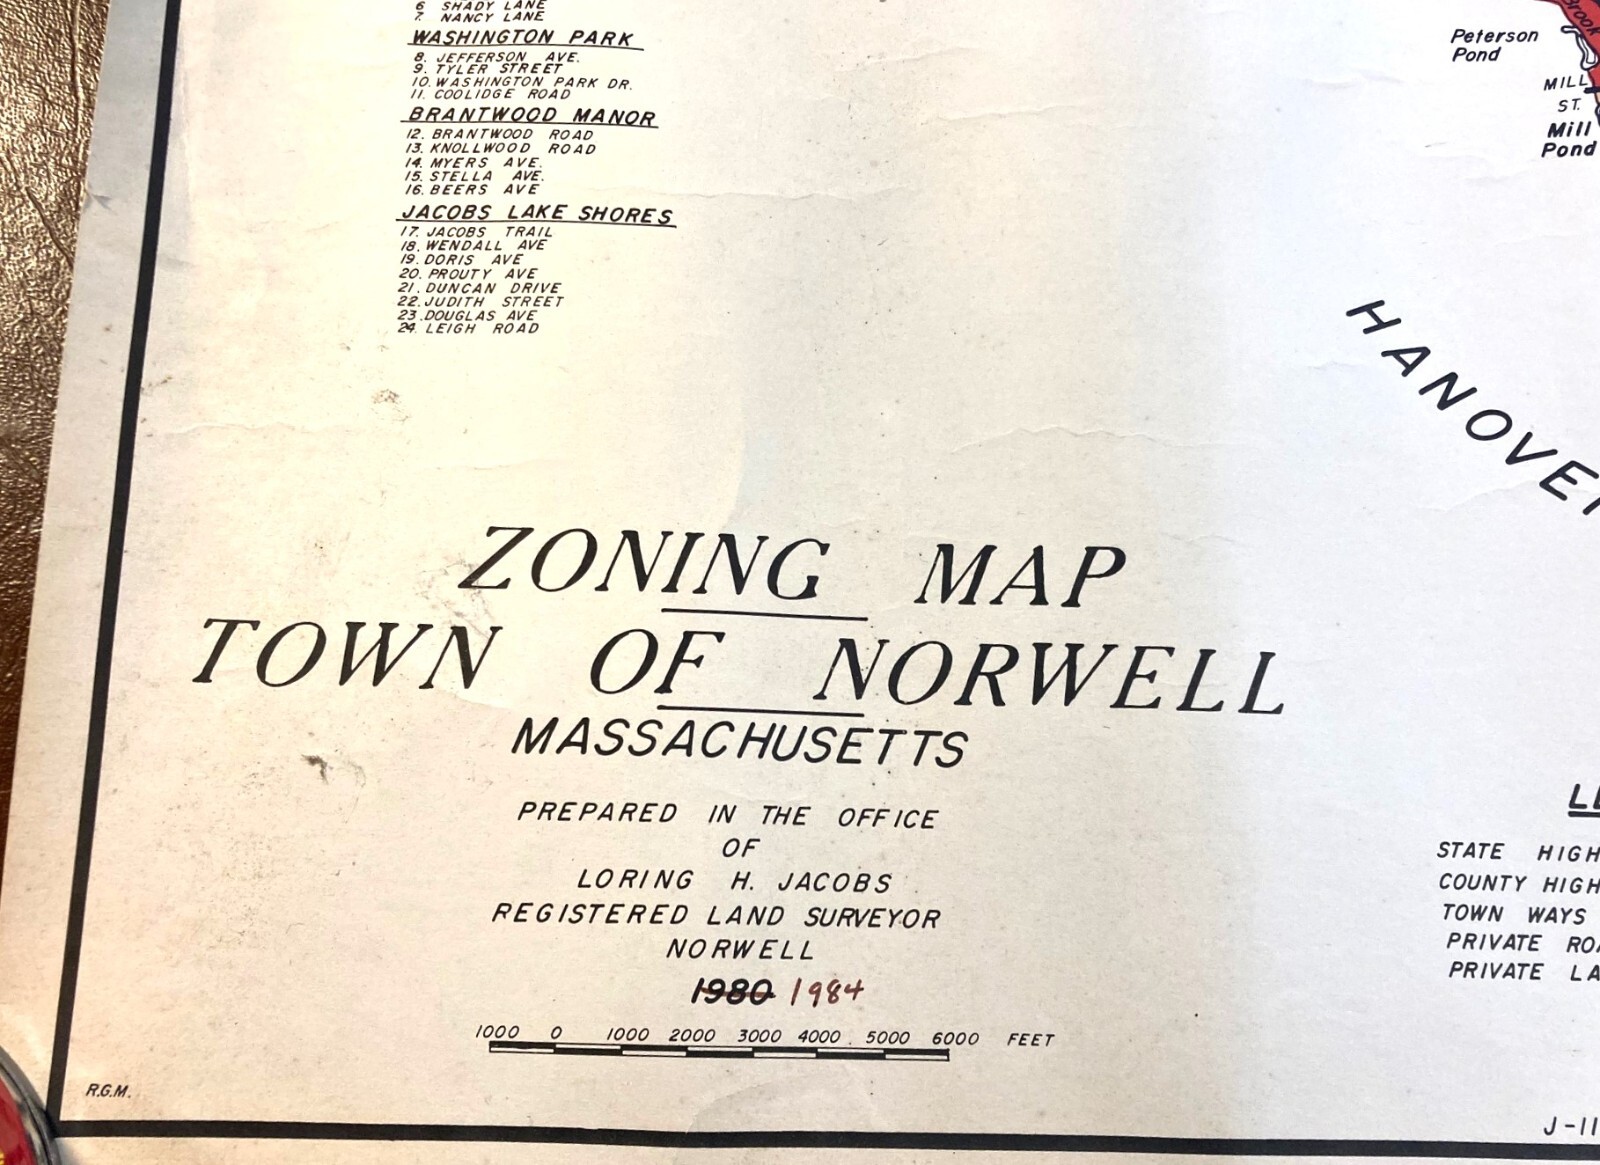 6 SHADY LANE
7. NANCY LANE
WASHINGTON PARK
8. JEFFERSON AVE.
9. TYLER STREET
10. WASHINGTON PARK DR.
11. COOLIDGE ROAD
BRANTWOOD MANOR
12. BRANTWOOD ROAD
13. KNOLLWOOD ROAD
14. MYERS AVE.
15. STELLA AVE.
16. BEERS AVE
JACOBS LAKE SHORES
17. JACOBS TRAIL
18. WENDALL AVE
19. DORIS AVE
20. PROUTY AVE
21. DUNCAN DRIVE
22. JUDITH STREET
23. DOUGLAS AVE
24. LEIGH ROAD
Brook
Peterson
Pond
MILL
ST.
Mill
Pond
HANOVE
ZONING MAP
TOWN OF NORWELL
MASSACHUSETTS
PREPARED IN THE OFFICE
OF
LORING H. JACOBS
REGISTERED LAND SURVEYOR
NORWELL
1980 1984
1000 0 1000 2000 3000 4000 5000 6000 FEET
R.G.M.
STATE HIGH
COUNTY HIGH
TOWN WAYS
PRIVATE RO
PRIVATE LA
J-11